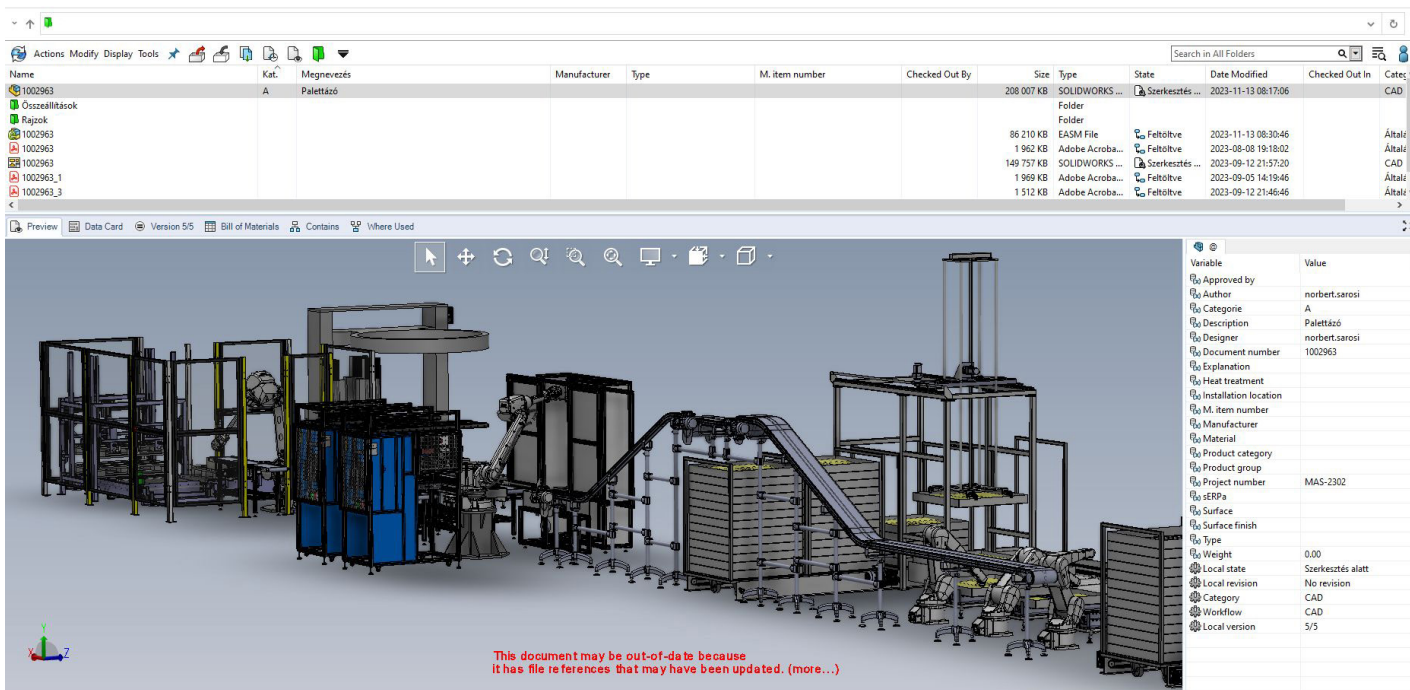 Actions Modify Display Tools Search in All Folders
Name Kat. Megnevezés Manufacturer Type M. item number Checked Out By Size Type State Date Modified Checked Out In Categ
1002963 A Palettázó 208 007 KB SOLIDWORKS ... Szerkesztés ... 2023-11-13 08:17:06 CAD
Összeállítások Folder
Rajzok Folder
1002963 86 210 KB EASM File Feltöltve 2023-11-13 08:30:46 Általá
1002963 1 962 KB Adobe Acroba... Feltöltve 2023-08-08 19:18:02 Általá
1002963 149 757 KB SOLIDWORKS ... Szerkesztés ... 2023-09-12 21:57:20 CAD
1002963_1 1 969 KB Adobe Acroba... Feltöltve 2023-09-05 14:19:46 Általá
1002963_3 1 512 KB Adobe Acroba... Feltöltve 2023-09-12 21:46:46 Általá
Preview Data Card Version 5/5 Bill of Materials Contains Where Used
@
Variable Value
Approved by
Author norbert.sarosi
Categorie A
Description Palettázó
Designer norbert.sarosi
Document number 1002963
Explanation
Heat treatment
Installation location
M. item number
Manufacturer
Material
Product category
Product group
Project number MAS-2302
sERPa
Surface
Surface finish
Type
Weight 0.00
Local state Szerkesztés alatt
Local revision No revision
Category CAD
Workflow CAD
Local version 5/5
Y
X Z
This document may be out-of-date because
it has file references that may have been updated. (more...)